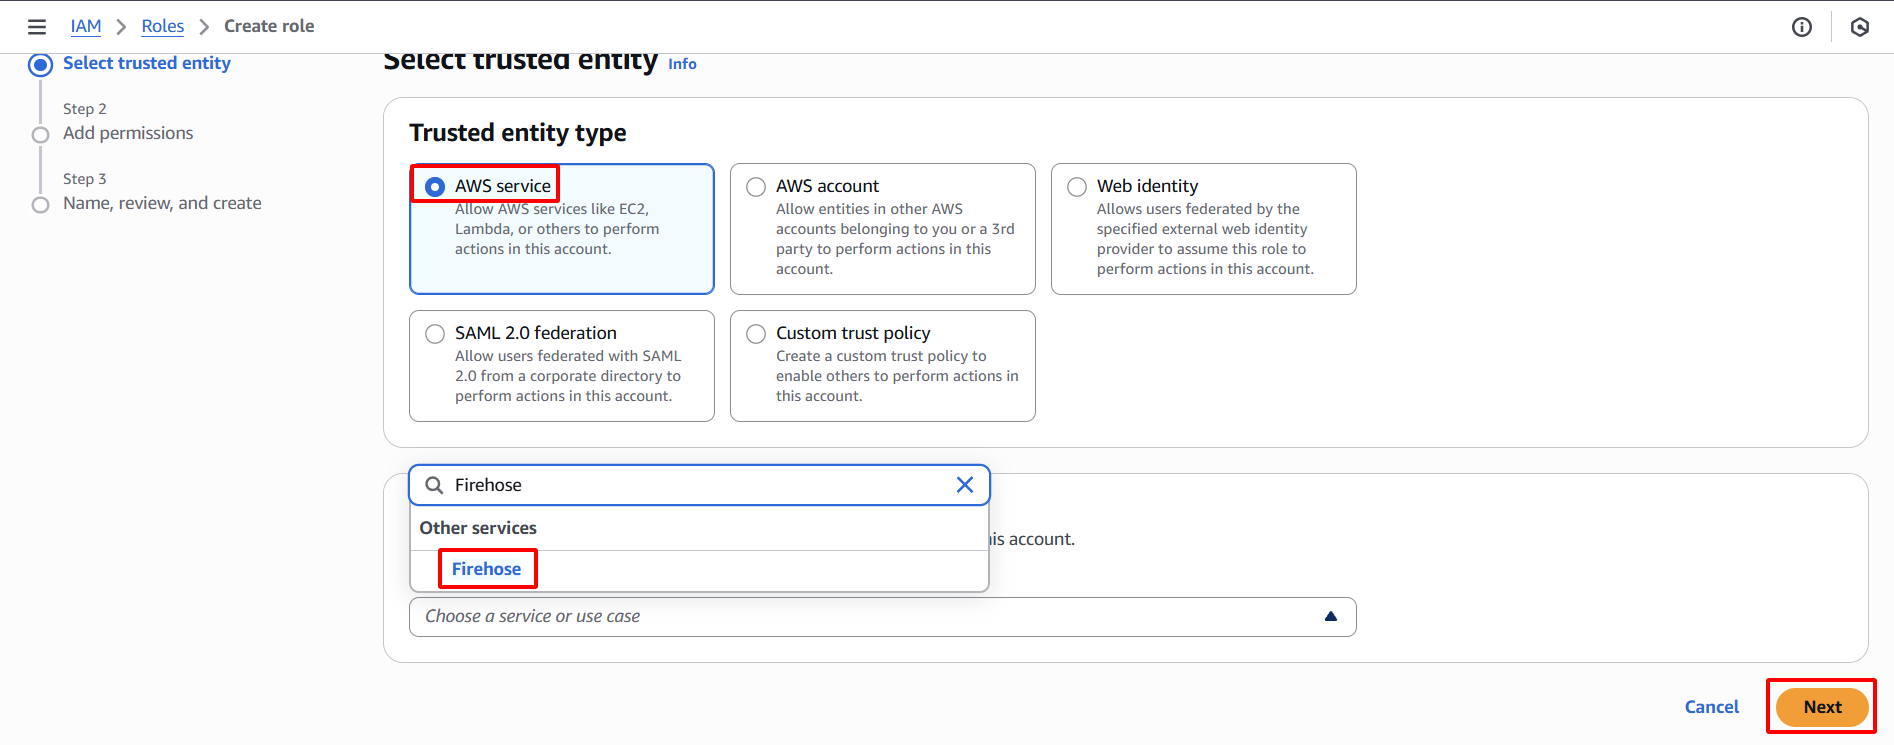 IAM > Roles > Create role
Select trusted entity
Step 2
Add permissions
Step 3
Name, review, and create
Select trusted entity Info
Trusted entity type
AWS service
Allow AWS services like EC2,
Lambda, or others to perform
actions in this account.
AWS account
Allow entities in other AWS
accounts belonging to you or a 3rd
party to perform actions in this
account.
Web identity
Allows users federated by the
specified external web identity
provider to assume this role to
perform actions in this account.
SAML 2.0 federation
Allow users federated with SAML
2.0 from a corporate directory to
perform actions in this account.
Custom trust policy
Create a custom trust policy to
enable others to perform actions in
this account.
Firehose
Other services
his account.
Firehose
Choose a service or use case
Cancel
Next